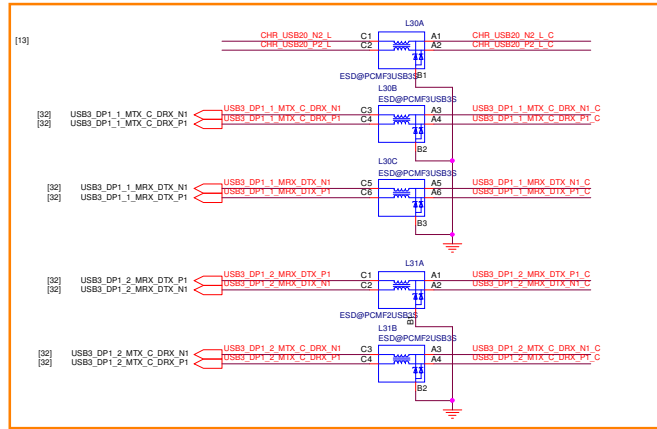 L30A
[13] CHR_USB20_N2_L C1 A1 CHR_USB20_N2_L_C
CHR_USB20_P2_L C2 A2 CHR_USB20_P2_L_C
ESD@PCMF3USB3S B1
L30B
ESD@PCMF3USB3S
[32] USB3_DP1_1_MTX_C_DRX_N1 USB3_DP1_1_MTX_C_DRX_N1 C3 A3 USB3_DP1_1_MTX_C_DRX_N1_C
[32] USB3_DP1_1_MTX_C_DRX_P1 USB3_DP1_1_MTX_C_DRX_P1 C4 A4 USB3_DP1_1_MTX_C_DRX_P1_C
B2
L30C
ESD@PCMF3USB3S
[32] USB3_DP1_1_MRX_DTX_N1 USB3_DP1_1_MRX_DTX_N1 C5 A5 USB3_DP1_1_MRX_DTX_N1_C
[32] USB3_DP1_1_MRX_DTX_P1 USB3_DP1_1_MRX_DTX_P1 C6 A6 USB3_DP1_1_MRX_DTX_P1_C
B3
L31A
[32] USB3_DP1_2_MRX_DTX_P1 USB3_DP1_2_MRX_DTX_P1 C1 A1 USB3_DP1_2_MRX_DTX_P1_C
[32] USB3_DP1_2_MRX_DTX_N1 USB3_DP1_2_MRX_DTX_N1 C2 A2 USB3_DP1_2_MRX_DTX_N1_C
ESD@PCMF2USB3S B1
L31B
ESD@PCMF2USB3S
[32] USB3_DP1_2_MTX_C_DRX_N1 USB3_DP1_2_MTX_C_DRX_N1 C3 A3 USB3_DP1_2_MTX_C_DRX_N1_C
[32] USB3_DP1_2_MTX_C_DRX_P1 USB3_DP1_2_MTX_C_DRX_P1 C4 A4 USB3_DP1_2_MTX_C_DRX_P1_C
B2